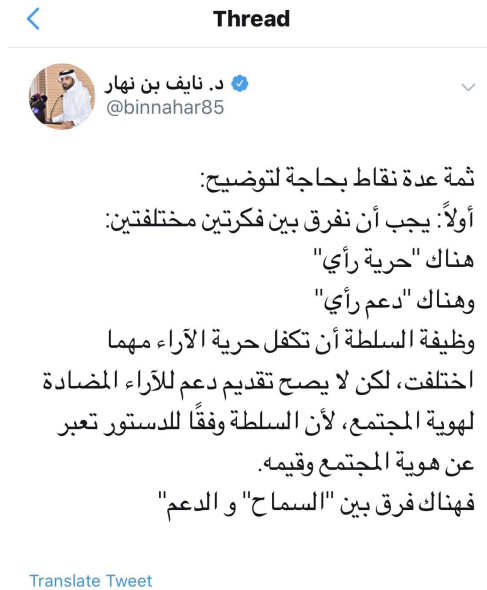 Thread
د. نايف بن نهار
@binnahar85
ثمة عدة نقاط بحاجة لتوضيح:
أولاً: يجب أن نفرق بين فكرتين مختلفتين:
هناك "حرية رأي"
وهناك "دعم رأي"
وظيفة السلطة أن تكفل حرية الآراء مهما
اختلفت، لكن لا يصح تقديم دعم للآراء المضادة
لهوية المجتمع، لأن السلطة وفقًا للدستور تعبر
عن هوية المجتمع وقيمه.
فهناك فرق بين "السماح" و الدعم"
Translate Tweet